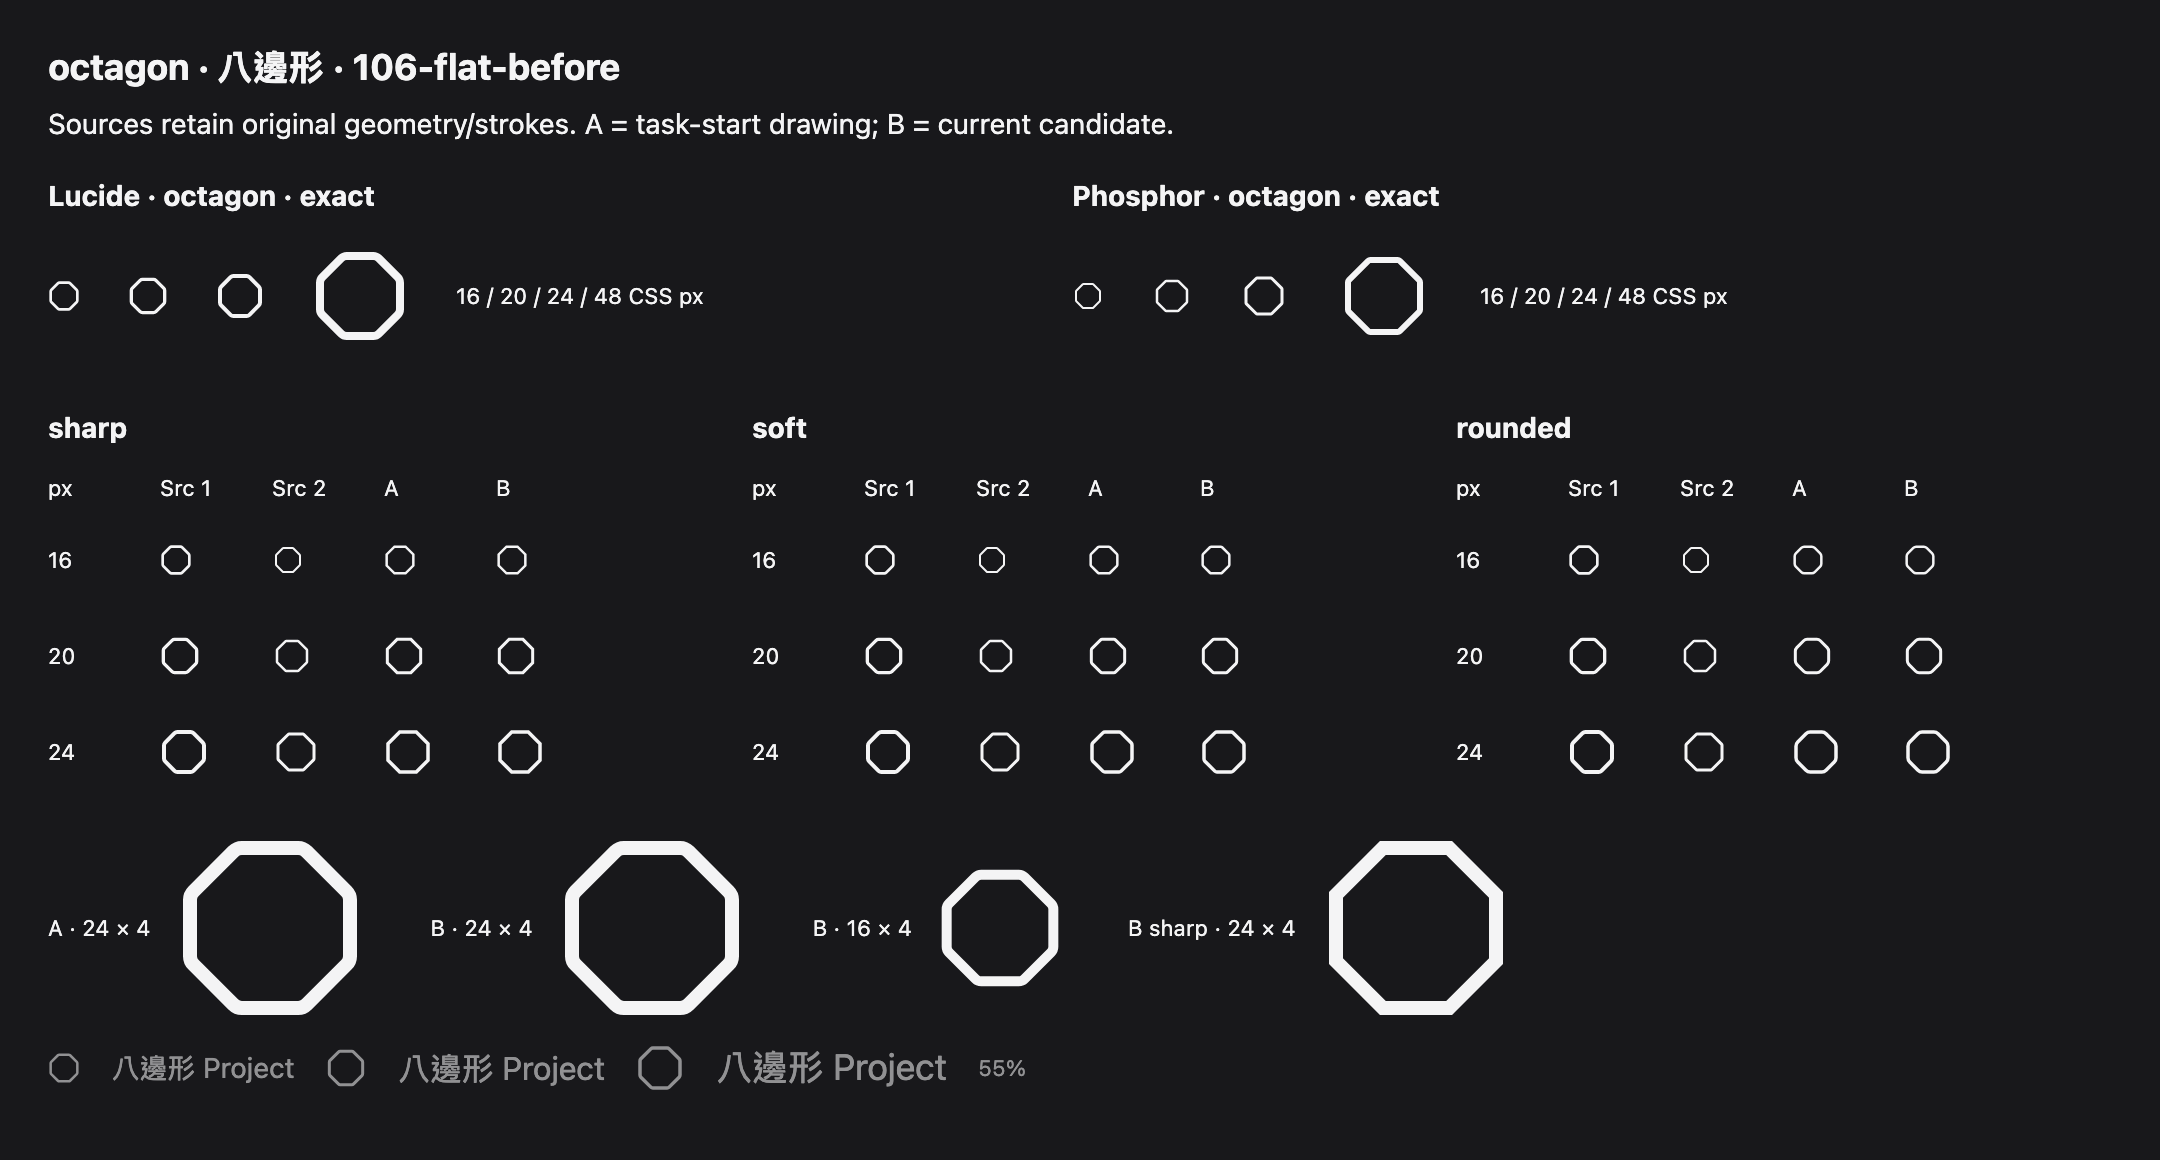 octagon · 八邊形 · 106-flat-before
Sources retain original geometry/strokes. A = task-start drawing; B = current candidate.
Lucide · octagon · exact
16 / 20 / 24 / 48 CSS px
Phosphor · octagon · exact
16 / 20 / 24 / 48 CSS px
sharp
px Src 1 Src 2 A B
16
20
24
soft
px Src 1 Src 2 A B
16
20
24
rounded
px Src 1 Src 2 A B
16
20
24
A · 24 × 4
B · 24 × 4
B · 16 × 4
B sharp · 24 × 4
八邊形 Project 八邊形 Project 八邊形 Project 55%